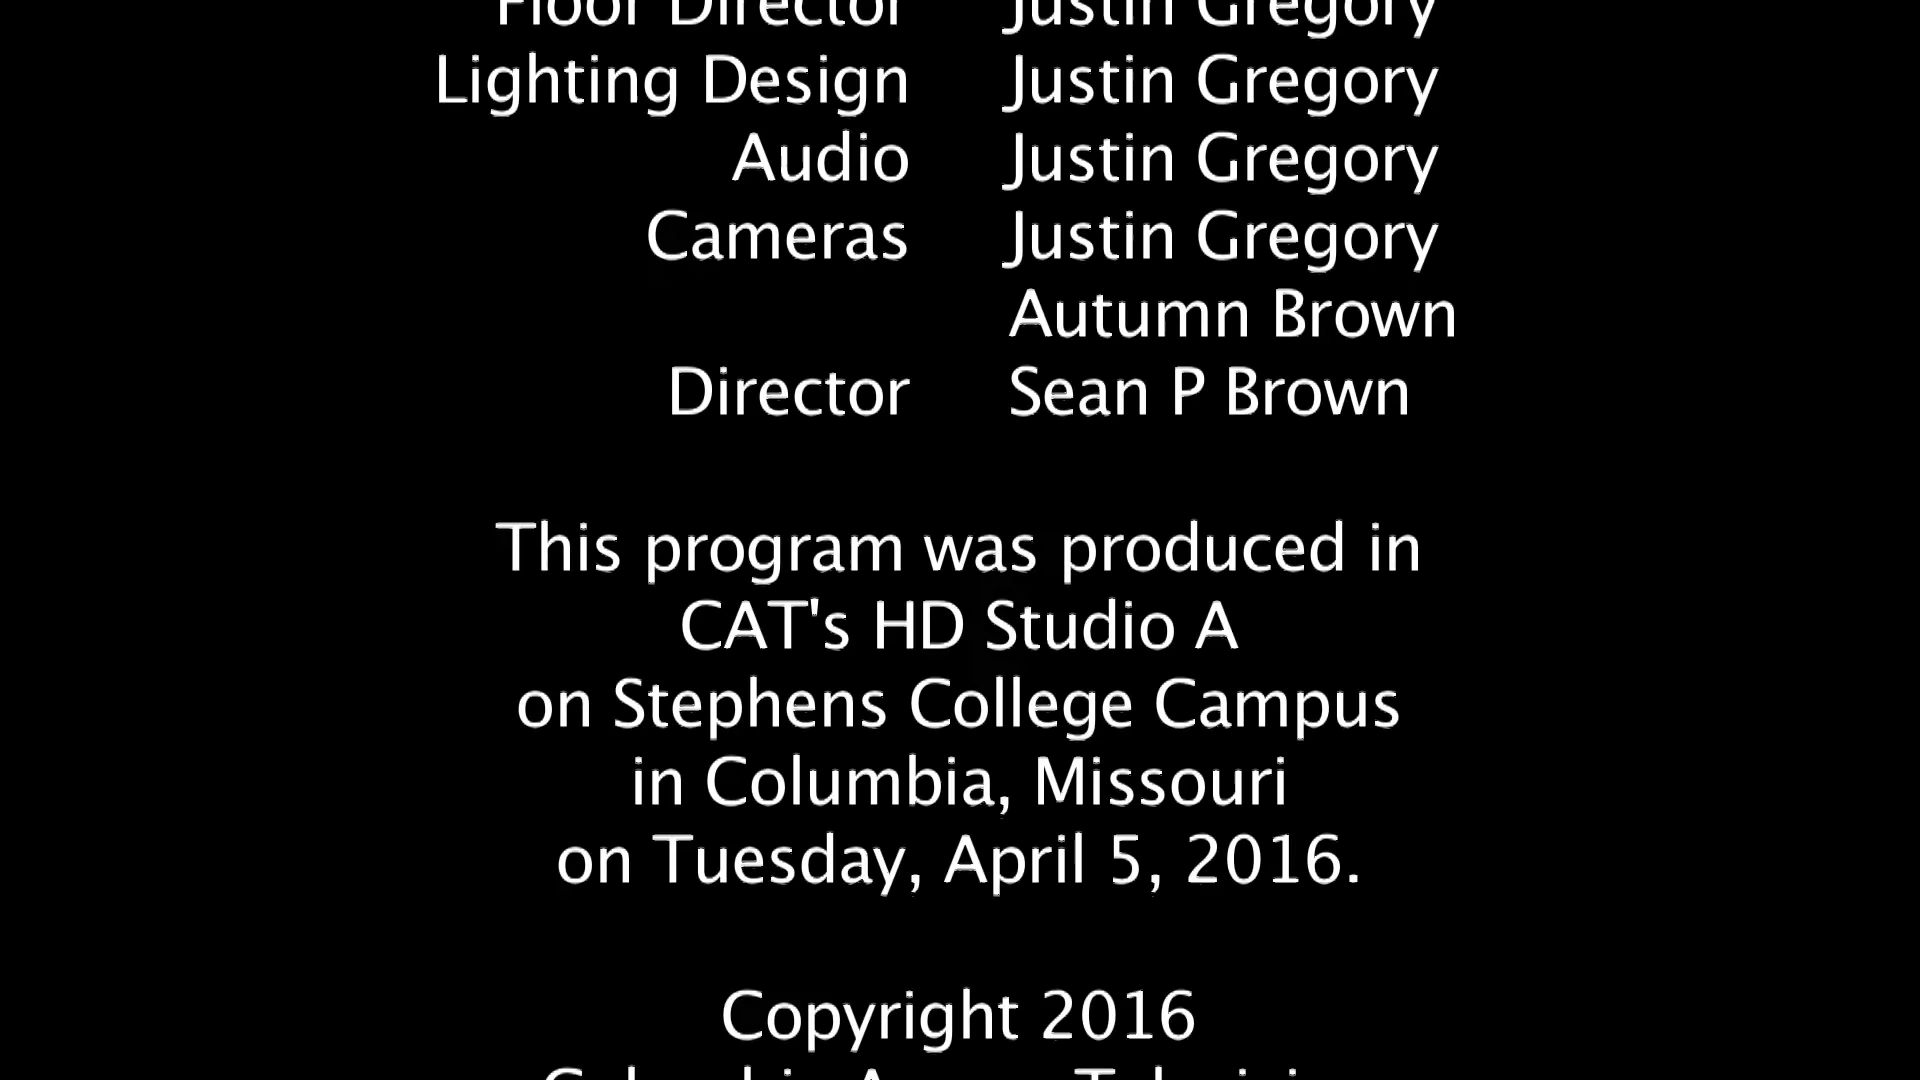 Floor Director Justin Gregory
Lighting Design Justin Gregory
Audio Justin Gregory
Cameras Justin Gregory
Autumn Brown
Director Sean P Brown
This program was produced in
CAT's HD Studio A
on Stephens College Campus
in Columbia, Missouri
on Tuesday, April 5, 2016.
Copyright 2016